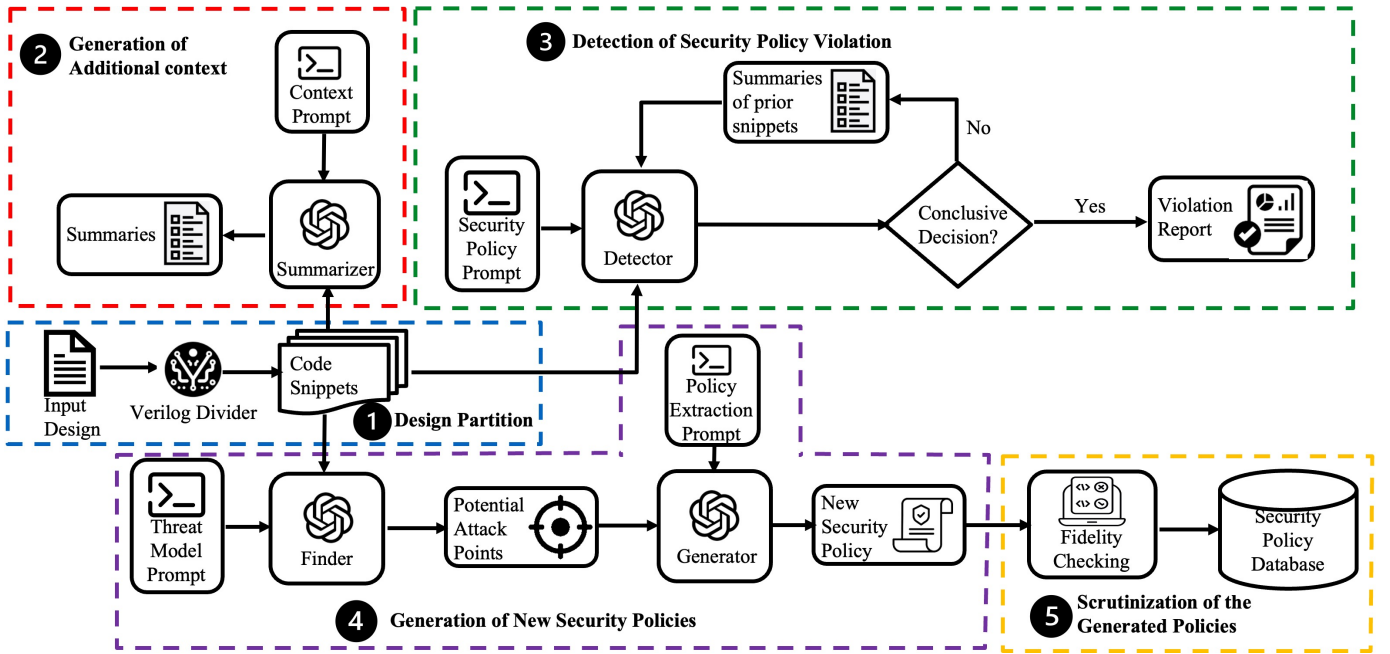 2
Generation of
Additional context
Context
Prompt
Summaries
Summarizer
3
Detection of Security Policy Violation
Summaries
of prior
snippets
No
Security
Policy
Prompt
Detector
Conclusive
Decision?
Yes
Violation
Report
Input
Design
Verilog Divider
Code
Snippets
1
Design Partition
Policy
Extraction
Prompt
Threat
Model
Prompt
Finder
Potential
Attack
Points
Generator
New
Security
Policy
4
Generation of New Security Policies
Fidelity
Checking
Security
Policy
Database
5
Scrutinization of the
Generated Policies